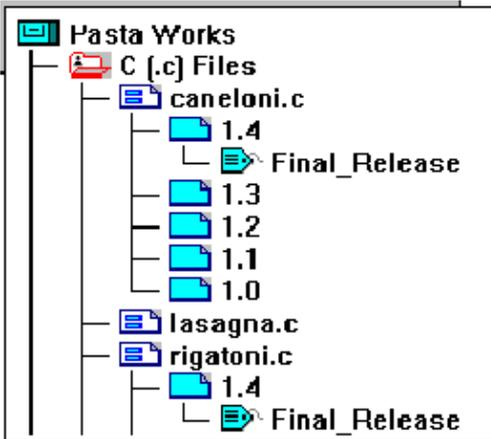 Pasta Works
C (.c) Files
caneloni.c
1.4
Final_Release
1.3
1.2
1.1
1.0
lasagna.c
rigatoni.c
1.4
Final_Release